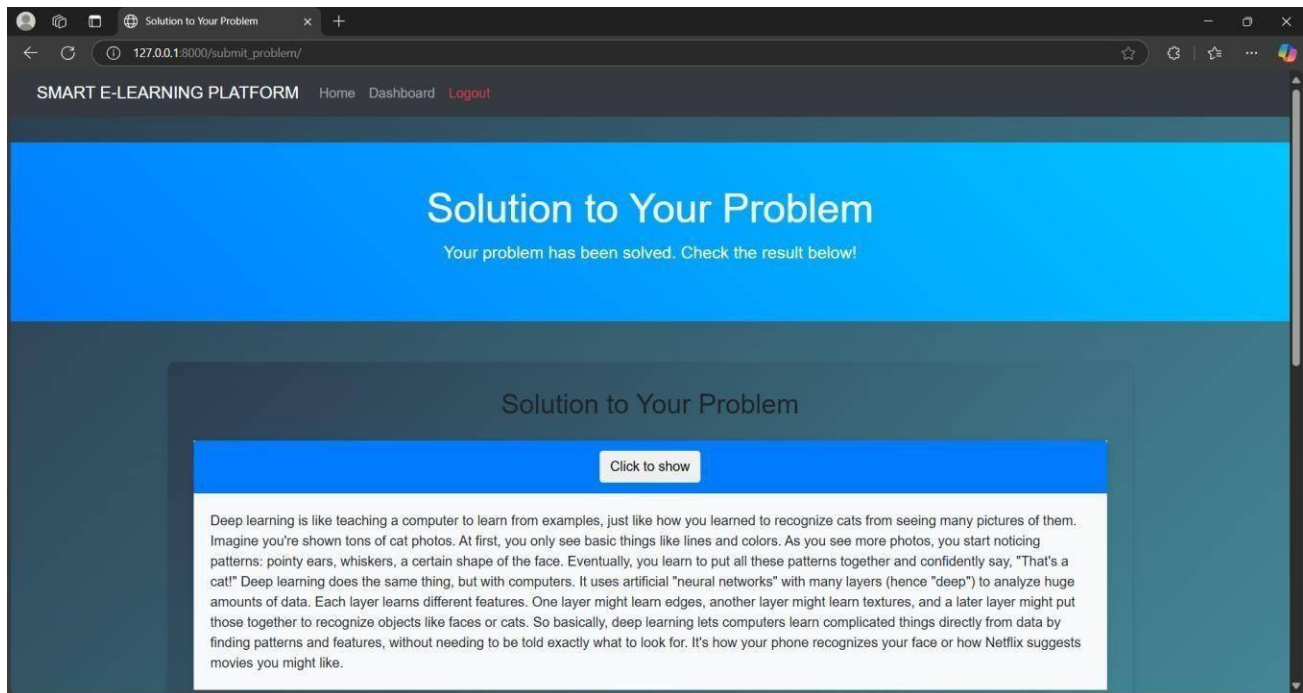 Solution to Your Problem
127.0.0.1:8000/submit_problem/
SMART E-LEARNING PLATFORM Home Dashboard Logout
Solution to Your Problem
Your problem has been solved. Check the result below!
Solution to Your Problem
Click to show
Deep learning is like teaching a computer to learn from examples, just like how you learned to recognize cats from seeing many pictures of them.
Imagine you're shown tons of cat photos. At first, you only see basic things like lines and colors. As you see more photos, you start noticing
patterns: pointy ears, whiskers, a certain shape of the face. Eventually, you learn to put all these patterns together and confidently say, "That's a
cat!" Deep learning does the same thing, but with computers. It uses artificial "neural networks" with many layers (hence "deep") to analyze huge
amounts of data. Each layer learns different features. One layer might learn edges, another layer might learn textures, and a later layer might put
those together to recognize objects like faces or cats. So basically, deep learning lets computers learn complicated things directly from data by
finding patterns and features, without needing to be told exactly what to look for. It's how your phone recognizes your face or how Netflix suggests
movies you might like.